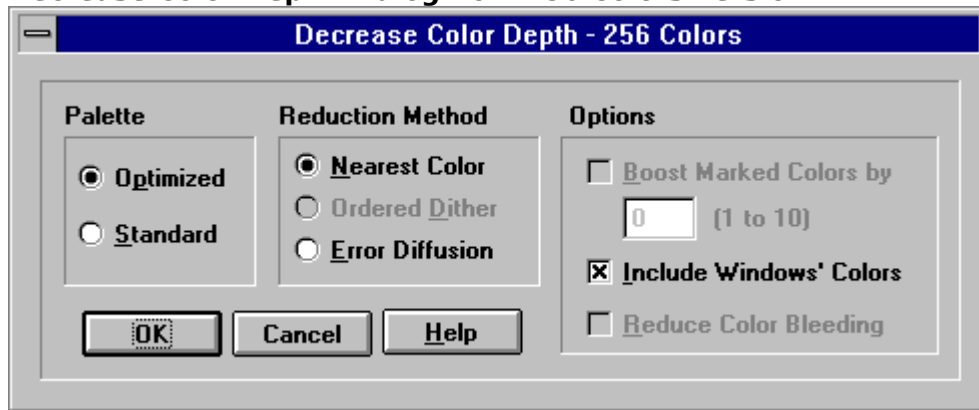 Decrease Color Depth - 256 Colors
Palette
Optimized
Standard
Reduction Method
Nearest Color
Ordered Dither
Error Diffusion
Options
Boost Marked Colors by
0 (1 to 10)
Include Windows' Colors
Reduce Color Bleeding
OK Cancel Help